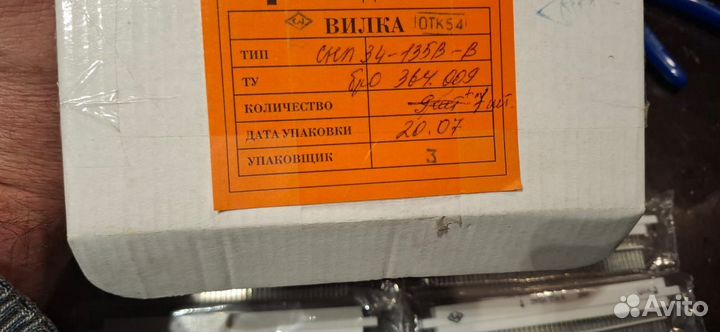 ВИЛКА ОТК54
ТИП СНП 34-135В-В
ТУ бр0 364.009
КОЛИЧЕСТВО 9шт 7 шт.
ДАТА УПАКОВКИ 20.07
УПАКОВЩИК 3
Avito